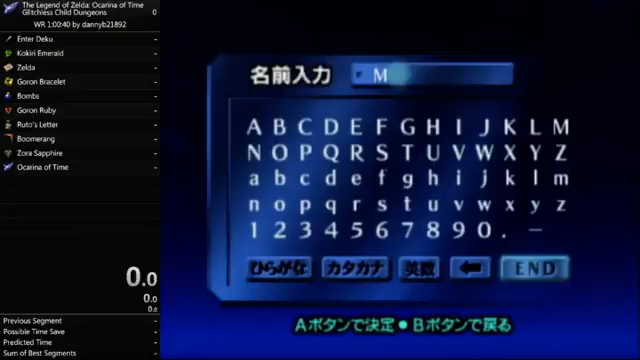 The Legend of Zelda: Ocarina of Time
Glitchless Child Dungeons 0
WR 1:00:40 by dannyb21892
Enter Deku -
Kokiri Emerald -
Zelda -
Goron Bracelet -
Bombs -
Goron Ruby -
Ruto's Letter -
Boomerang -
Zora Sapphire -
Ocarina of Time -
0.0
0.0
0.0
Previous Segment -
Possible Time Save -
Predicted Time -
Sum of Best Segments -
名前入力 M
A B C D E F G H I J K L M
N O P Q R S T U V W X Y Z
a b c d e f g h i j k l m
n o p q r s t u v w x y z
1 2 3 4 5 6 7 8 9 0 . -
ひらがな カタカナ 英数 ← END
Aボタンで決定●Bボタンで戻る